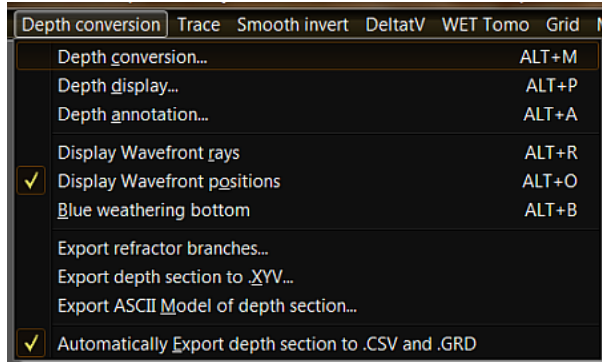 Depth conversion Trace Smooth invert DeltatV WET Tomo Grid
Depth conversion... ALT+M
Depth display... ALT+P
Depth annotation... ALT+A
Display Wavefront rays ALT+R
Display Wavefront positions ALT+O
Blue weathering bottom ALT+B
Export refractor branches...
Export depth section to .XYV...
Export ASCII Model of depth section...
Automatically Export depth section to .CSV and .GRD